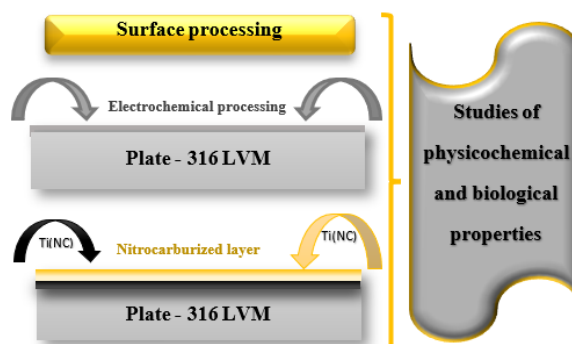 Surface processing
Electrochemical processing
Plate - 316 LVM
Ti(NC)
Nitrocarburized layer
Ti(NC)
Plate - 316 LVM
Studies of
physicochemical
and biological
properties